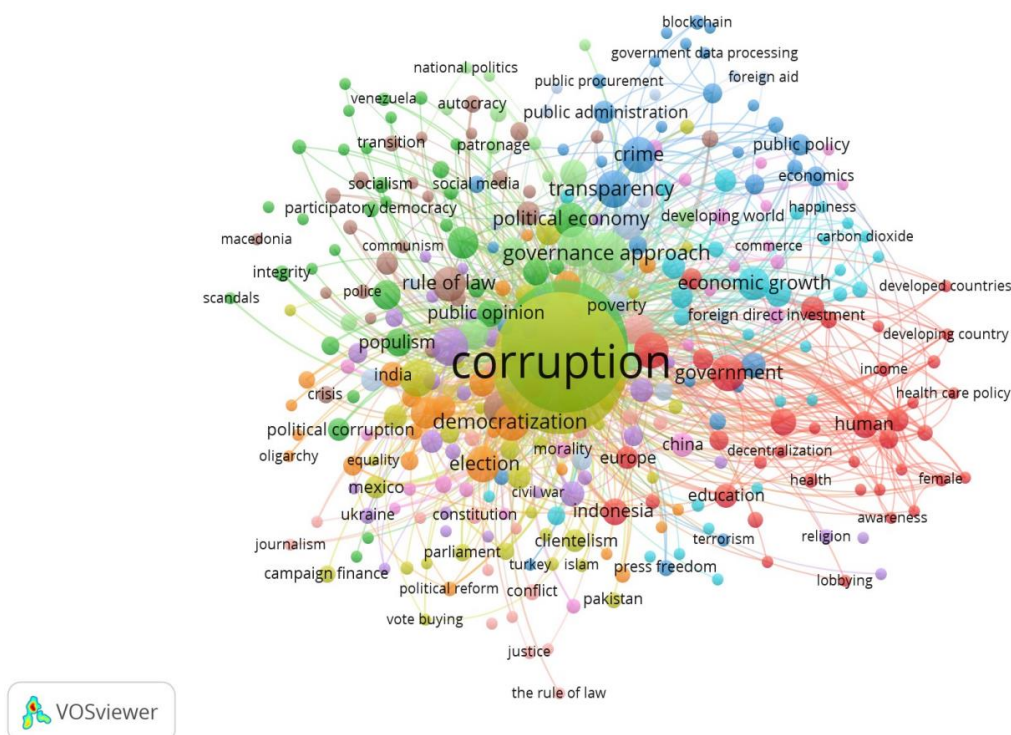 blockchain
government data processing
national politics
public procurement
foreign aid
venezuela
autocracy
public administration
transition
patronage
crime
public policy
socialism
social media
transparency
economics
participatory democracy
political economy
developing world
happiness
macedonia
communism
governance approach
commerce
carbon dioxide
integrity
police
rule of law
economic growth
developed countries
scandals
public opinion
poverty
foreign direct investment
populism
developing country
corruption
india
government
income
crisis
health care policy
political corruption
democratization
human
oligarchy
equality
election
morality
europe
china
decentralization
mexico
civil war
health
female
ukraine
constitution
indonesia
education
awareness
journalism
parliament
clientelism
terrorism
religion
campaign finance
political reform
turkey
islam
press freedom
lobbying
conflict
pakistan
vote buying
justice
the rule of law
VOSviewer